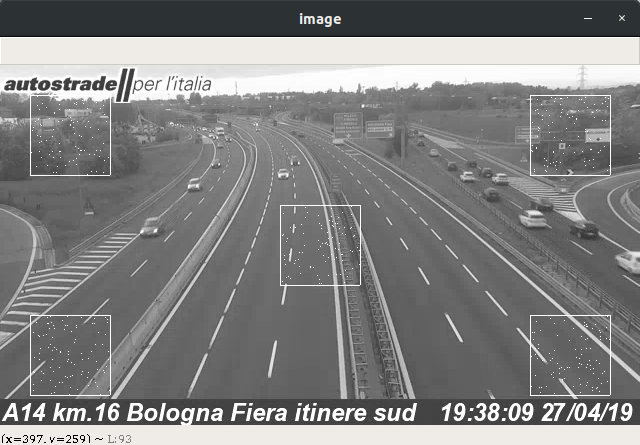 image
autostrade per l'italia
A14 km.16 Bologna Fiera itinere sud 19:38:09 27/04/19
(x=397, y=259) ~ L:93